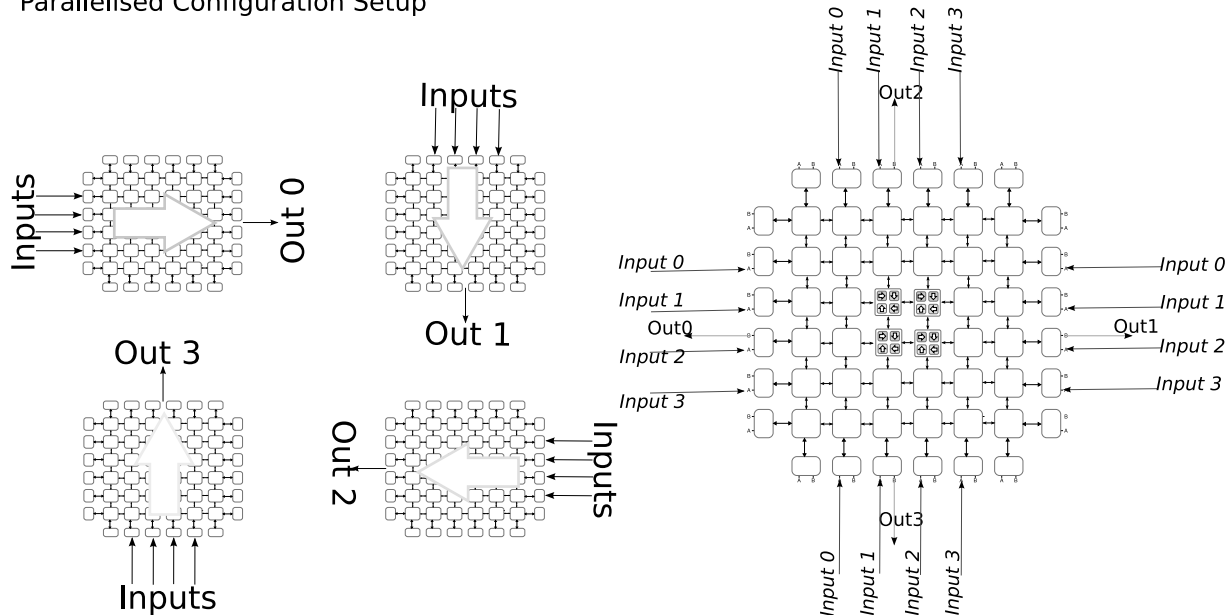 Parallelised Configuration Setup
Inputs
Out 0
Inputs
Out 1
Out 3
Inputs
Out 2
Inputs
Input 0
Input 1
Input 2
Input 3
Out2
Input 0
Input 1
Out0
Input 2
Input 3
Input 0
Input 1
Out1
Input 2
Input 3
Out3
Input 0
Input 1
Input 2
Input 3